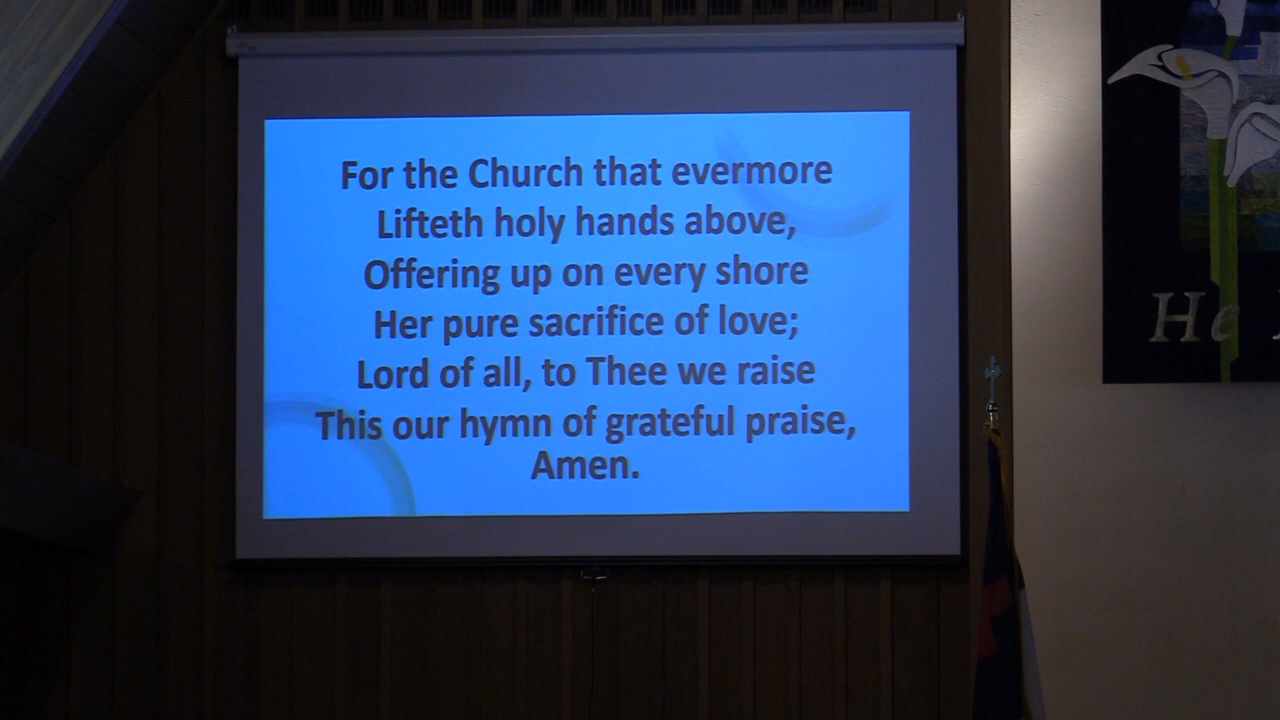 For the Church that evermore
Lifteth holy hands above,
Offering up on every shore
Her pure sacrifice of love;
Lord of all, to Thee we raise
This our hymn of grateful praise,
Amen.
He